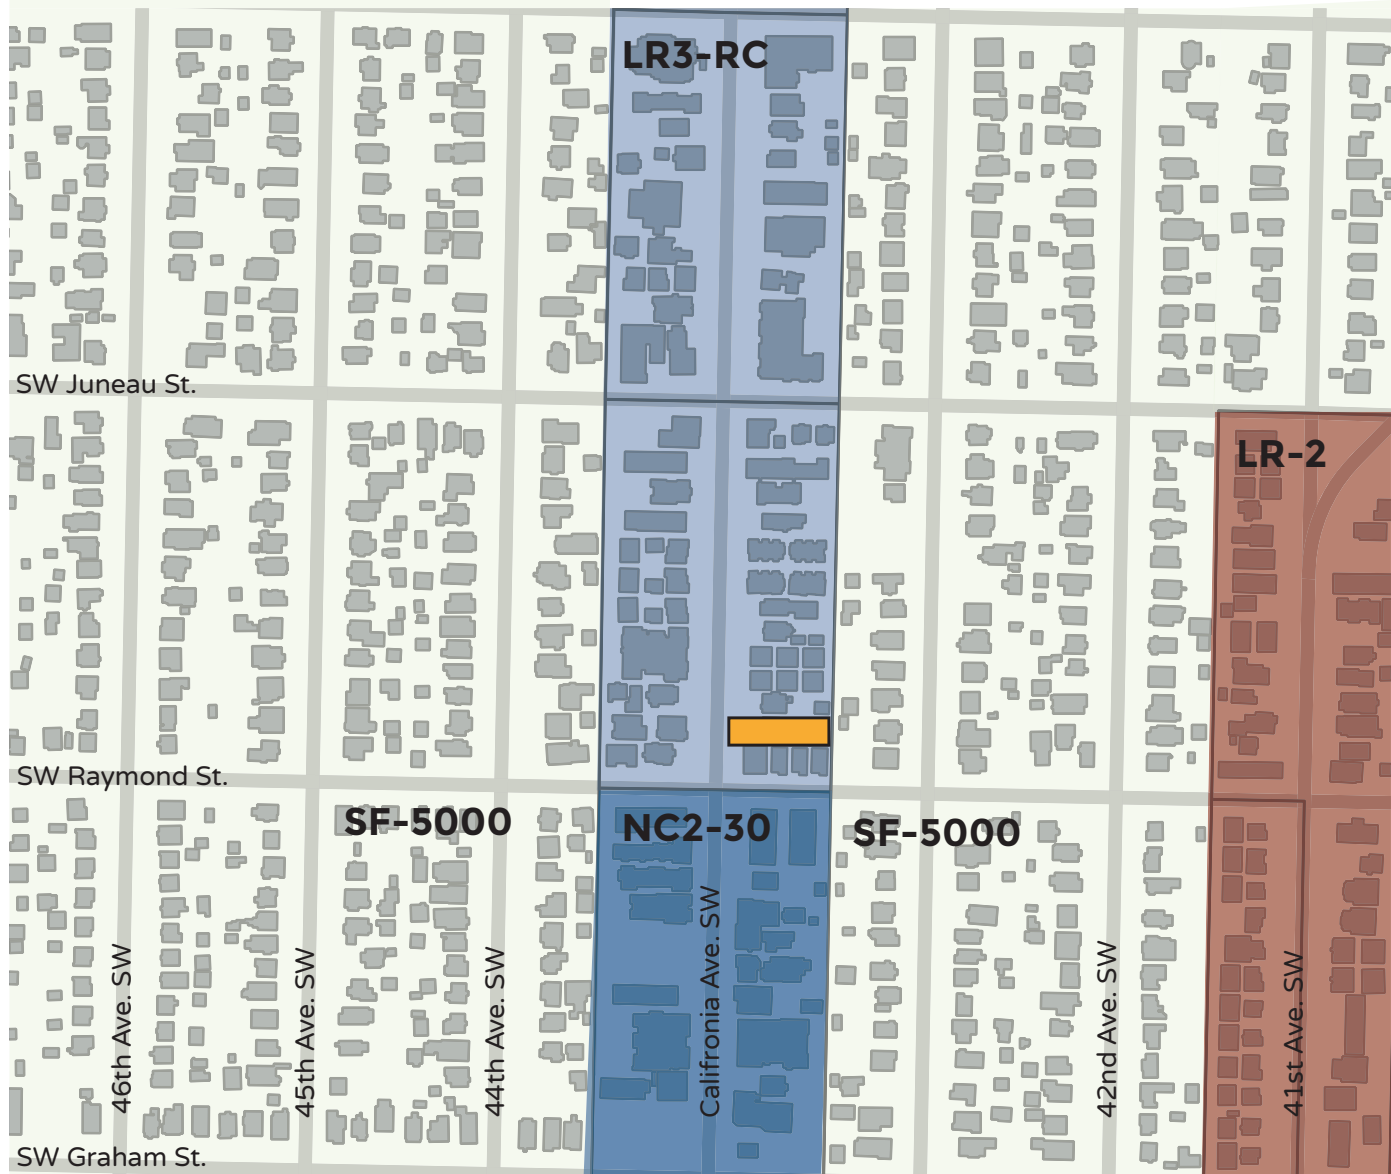 LR3-RC
SW Juneau St.
LR-2
SW Raymond St.
SF-5000
NC2-30
SF-5000
46th Ave. SW
45th Ave. SW
44th Ave. SW
Califronia Ave. SW
42nd Ave. SW
41st Ave. SW
SW Graham St.